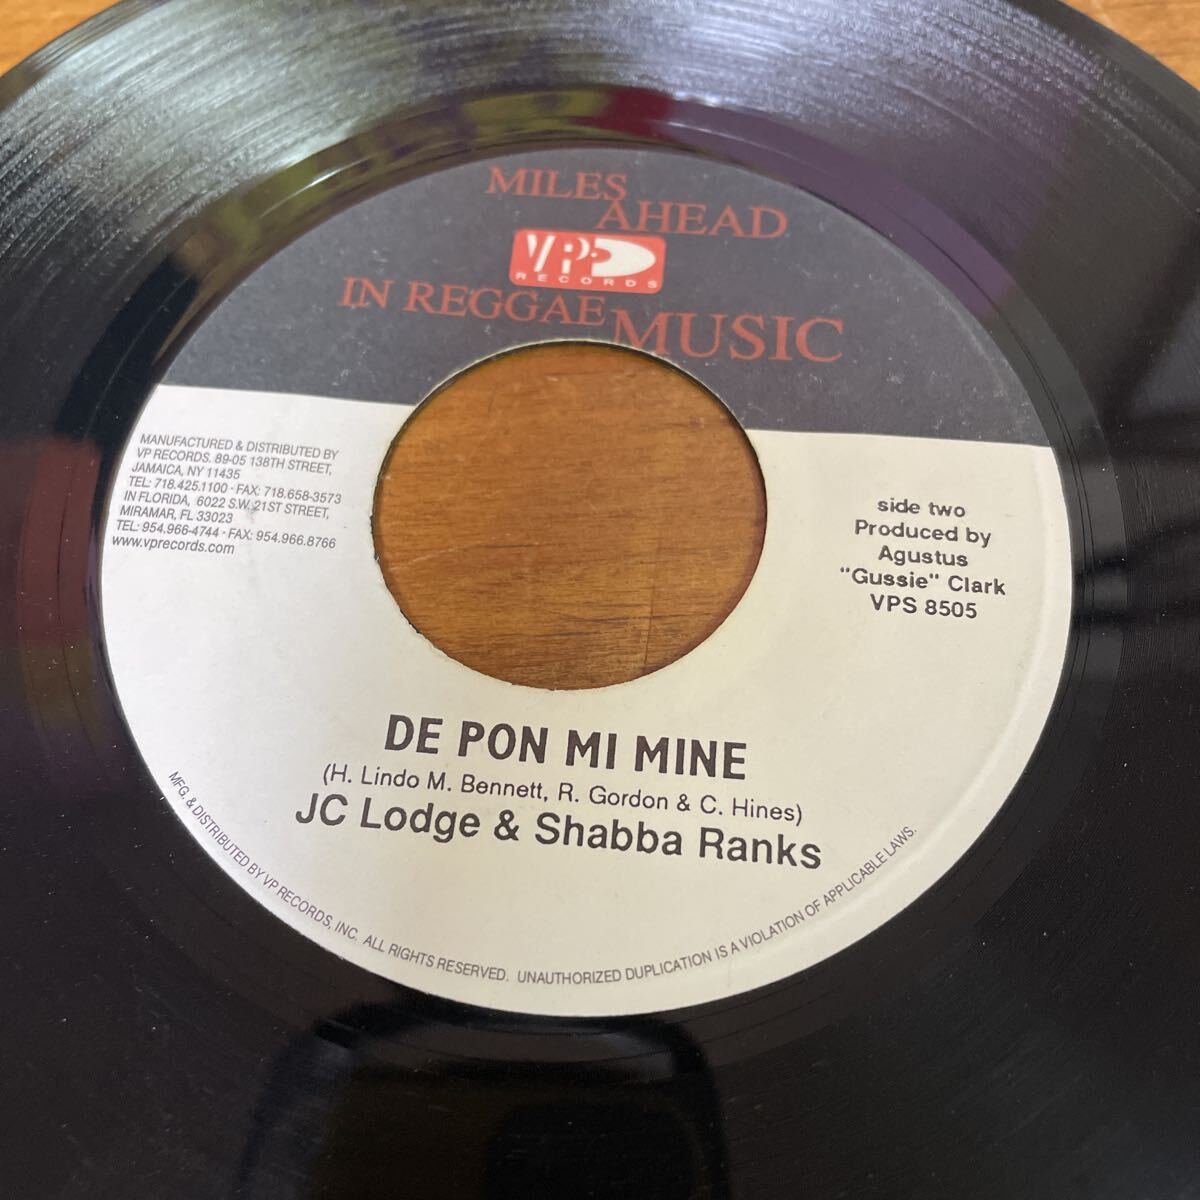 MILES
AHEAD
VP
RECORDS
IN REGGAE
MUSIC
MANUFACTURED & DISTRIBUTED BY
VP RECORDS. 89-05 138TH STREET,
JAMAICA, NY 11435
TEL: 718.425.1100 · FAX: 718.658-3573
IN FLORIDA, 6022 S.W. 21ST STREET,
MIRAMAR, FL 33023
TEL: 954.966-4744 · FAX: 954.966.8766
www.vprecords.com
side two
Produced by
Agustus
"Gussie" Clark
VPS 8505
DE PON MI MINE
(H. Lindo M. Bennett, R. Gordon & C. Hines)
JC Lodge & Shabba Ranks
MFG. & DISTRIBUTED BY VP RECORDS, INC. ALL RIGHTS RESERVED. UNAUTHORIZED DUPLICATION IS A VIOLATION OF APPLICABLE LAWS.